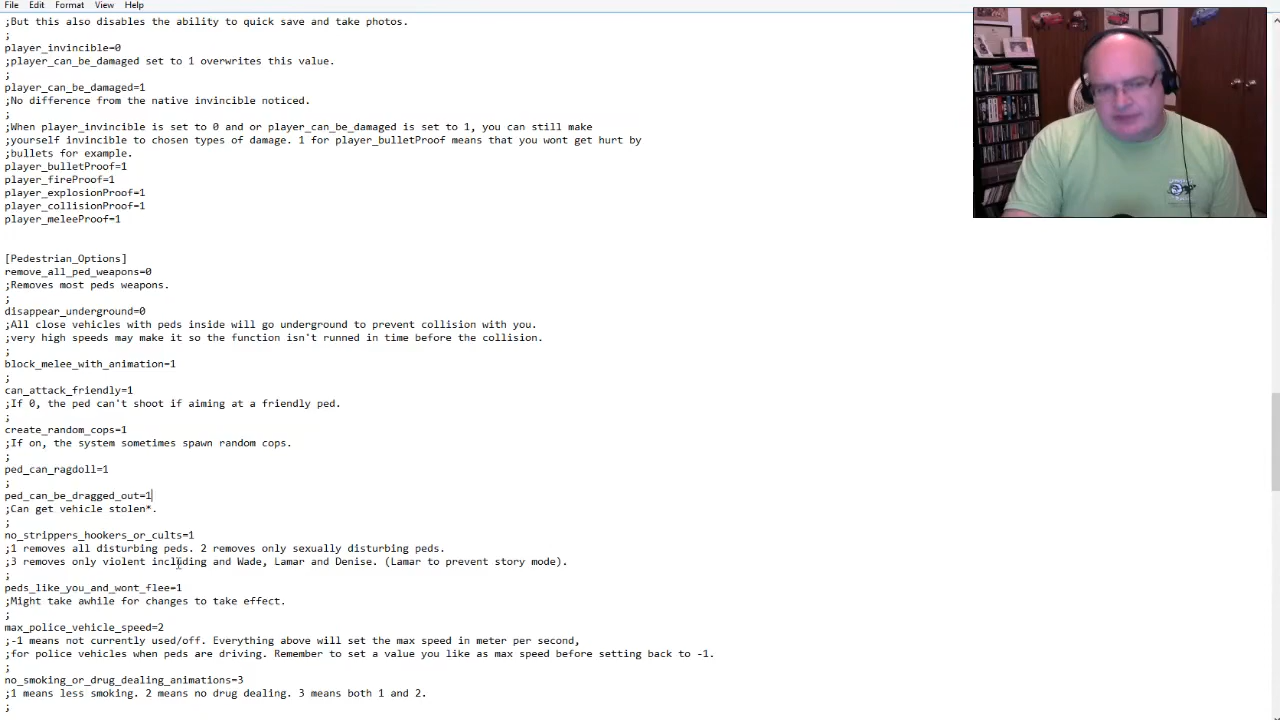 File Edit Format View Help
;But this also disables the ability to quick save and take photos.
;
player_invincible=0
;player_can_be_damaged set to 1 overwrites this value.
;
player_can_be_damaged=1
;No difference from the native invincible noticed.
;
;When player_invincible is set to 0 and or player_can_be_damaged is set to 1, you can still make
;yourself invincible to chosen types of damage. 1 for player_bulletProof means that you wont get hurt by
;bullets for example.
player_bulletProof=1
player_fireProof=1
player_explosionProof=1
player_collisionProof=1
player_meleeProof=1
[Pedestrian_Options]
remove_all_ped_weapons=0
;Removes most peds weapons.
;
disappear_underground=0
;All close vehicles with peds inside will go underground to prevent collision with you.
;very high speeds may make it so the function isn't runned in time before the collision.
;
block_melee_with_animation=1
;
can_attack_friendly=1
;If 0, the ped can't shoot if aiming at a friendly ped.
;
create_random_cops=1
;If on, the system sometimes spawn random cops.
;
ped_can_ragdoll=1
;
ped_can_be_dragged_out=1
;Can get vehicle stolen*.
;
no_strippers_hookers_or_cults=1
;1 removes all disturbing peds. 2 removes only sexually disturbing peds.
;3 removes only violent including and Wade, Lamar and Denise. (Lamar to prevent story mode).
;
peds_like_you_and_wont_flee=1
;Might take awhile for changes to take effect.
;
max_police_vehicle_speed=2
;-1 means not currently used/off. Everything above will set the max speed in meter per second,
;for police vehicles when peds are driving. Remember to set a value you like as max speed before setting back to -1.
;
no_smoking_or_drug_dealing_animations=3
;1 means less smoking. 2 means no drug dealing. 3 means both 1 and 2.
;